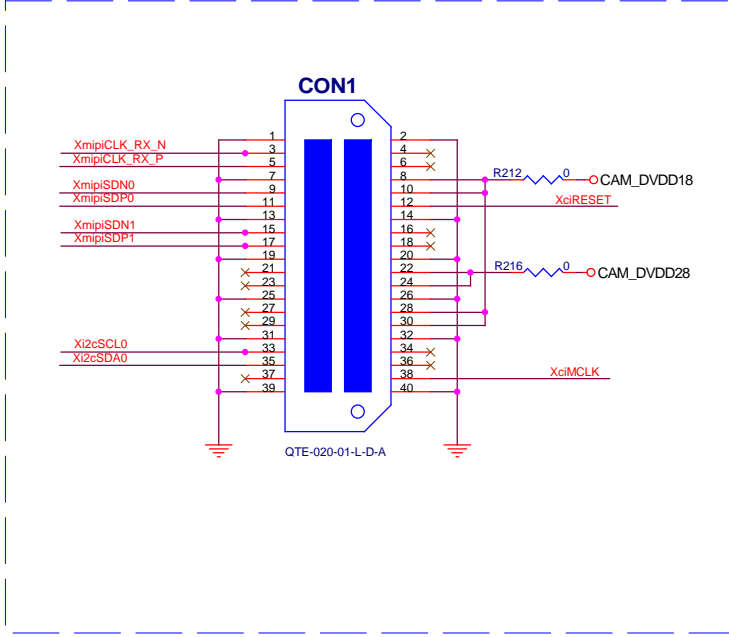 CON1
1 2
XmipiCLK_RX_N 3 4
XmipiCLK_RX_P 5 6
7 8 R212 0 CAM_DVDD18
XmipiSDN0 9 10
XmipiSDP0 11 12 XciRESET
13 14
XmipiSDN1 15 16
XmipiSDP1 17 18
19 20
21 22 R216 0 CAM_DVDD28
23 24
25 26
27 28
29 30
31 32
Xi2cSCL0 33 34
Xi2cSDA0 35 36
37 38 XciMCLK
39 40
QTE-020-01-L-D-A